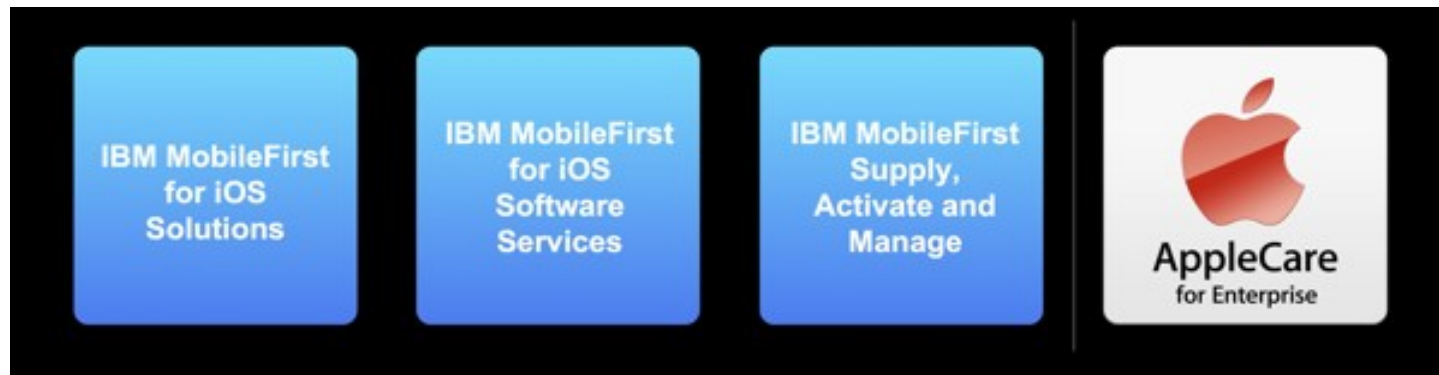 IBM MobileFirst
for iOS
Solutions
IBM MobileFirst
for iOS
Software
Services
IBM MobileFirst
Supply,
Activate and
Manage
AppleCare
for Enterprise